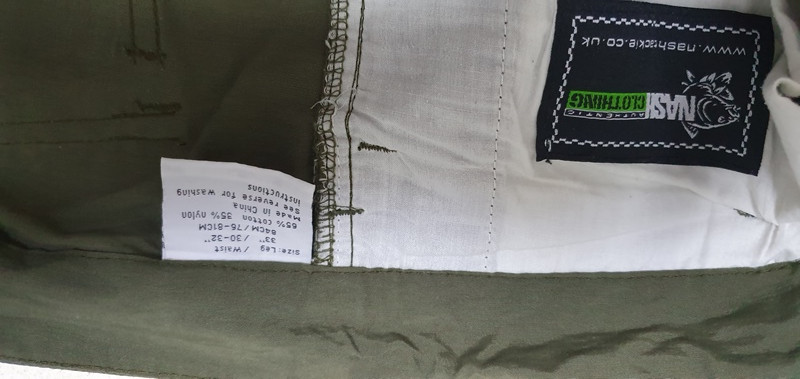 Size: Leg / Waist
33" / 30-32"
84CM / 76-81CM
65% cotton 35% nylon
Made in China
See reverse for washing
instructions
AUTHENTIC
NASH
CLOTHING
www.nashtackle.co.uk